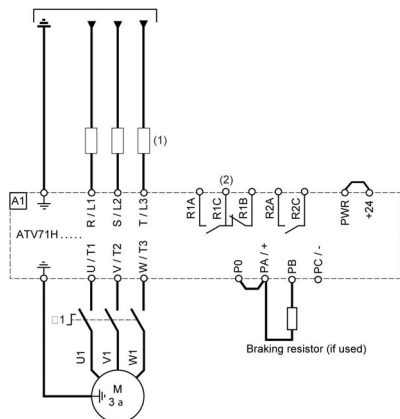 (1)
(2)
A1
R / L1
S / L2
T / L3
R1A
R1C
R1B
R2A
R2C
PWR
+24
ATV71H.....
U / T1
V / T2
W / T3
P0
PA / +
PB
PC / -
□1
U1
V1
W1
M
3 a
Braking resistor (if used)